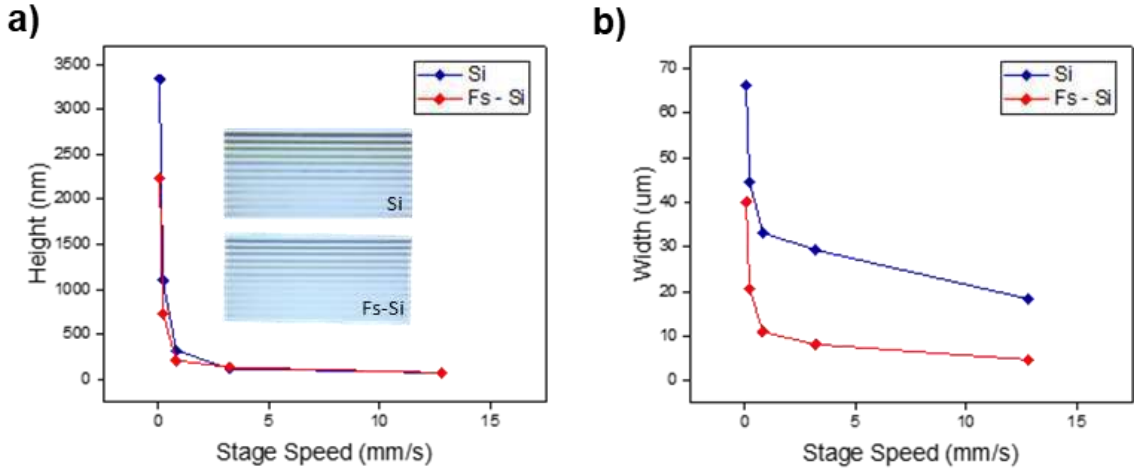 a)
3500
3000
2500
2000
1500
1000
500
0
Height (nm)
Si
Fs - Si
Si
Fs-Si
0
5
10
15
Stage Speed (mm/s)
b)
70
60
50
40
30
20
10
0
Width (um)
Si
Fs - Si
0
5
10
15
Stage Speed (mm/s)